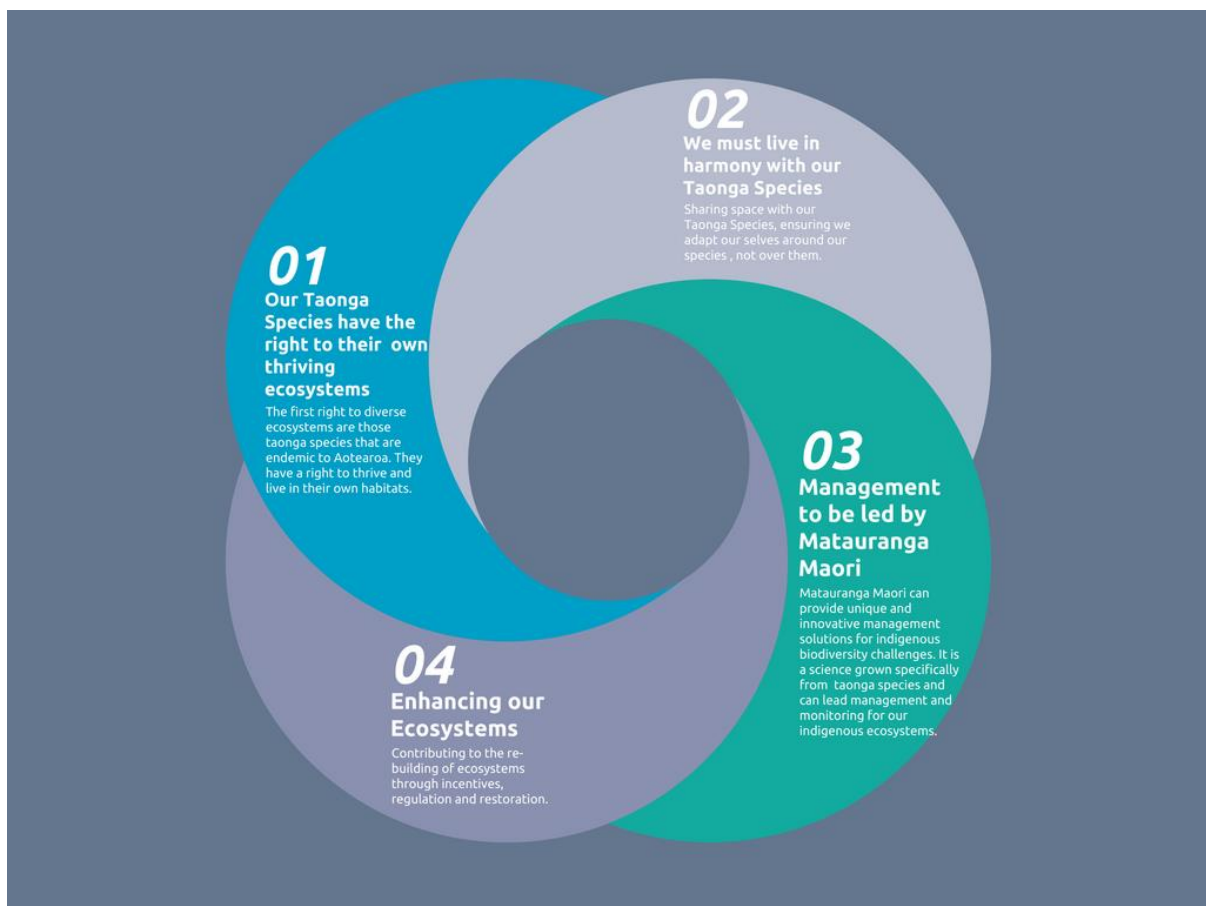 01
Our Taonga
Species have the
right to their own
thriving
ecosystems
The first right to diverse
ecosystems are those
taonga species that are
endemic to Aotearoa. They
have a right to thrive and
live in their own habitats.
02
We must live in
harmony with our
Taonga Species
Sharing space with our
Taonga Species, ensuring we
adapt our selves around our
species , not over them.
03
Management
to be led by
Matauranga
Maori
Matauranga Maori can
provide unique and
innovative management
solutions for indigenous
biodiversity challenges. It is
a science grown specifically
from taonga species and
can lead management and
monitoring for our
indigenous ecosystems.
04
Enhancing our
Ecosystems
Contributing to the re-
building of ecosystems
through incentives,
regulation and restoration.